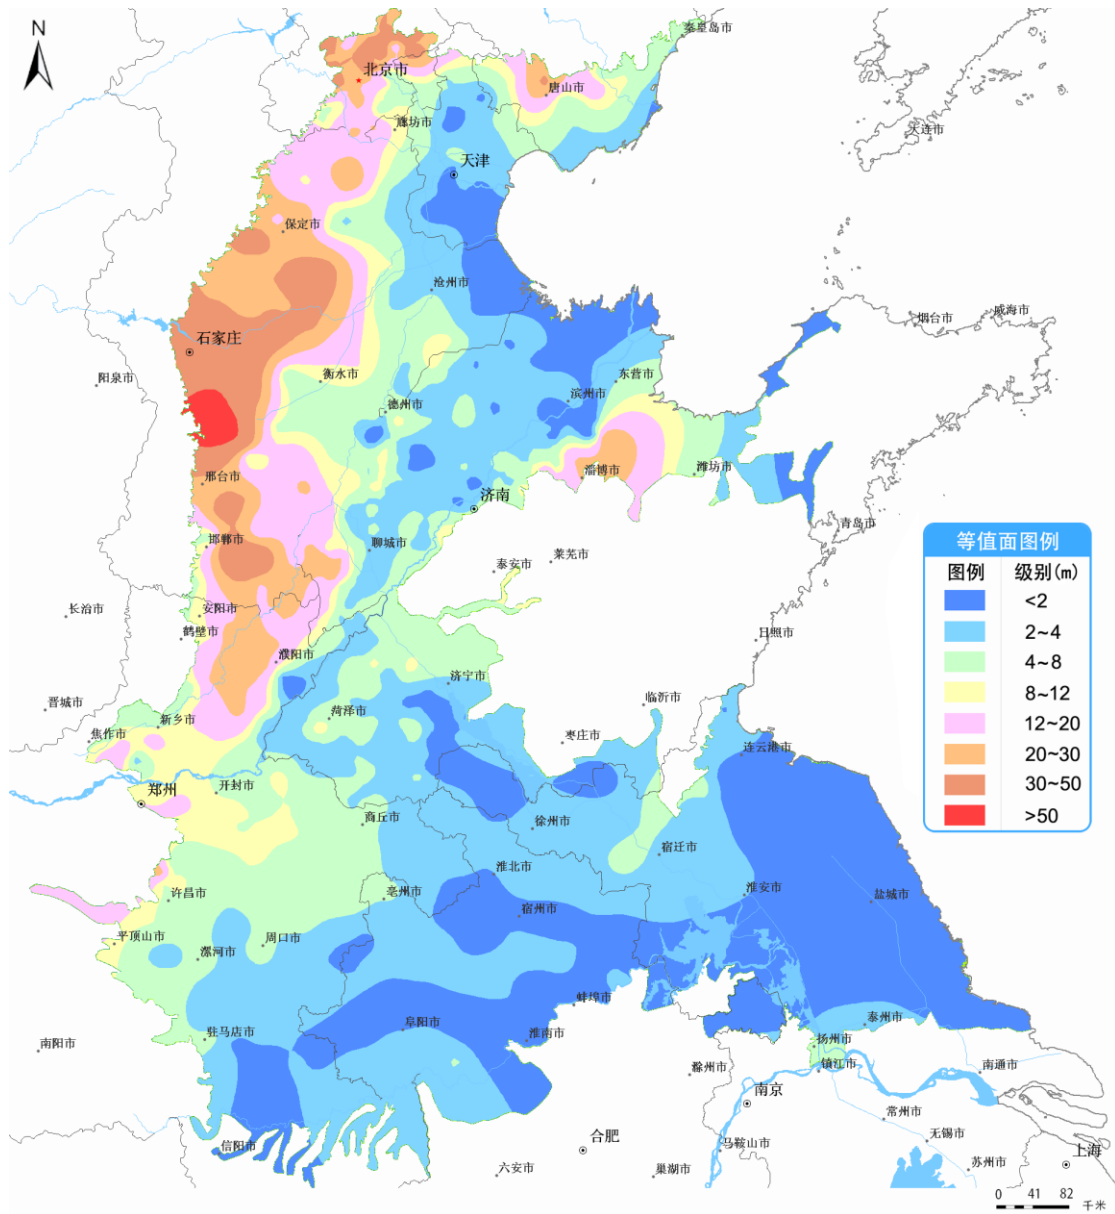 N
秦皇岛市
北京市
唐山市
廊坊市
大连市
天津
保定市
沧州市
烟台市
威海市
石家庄
阳泉市
衡水市
东营市
滨州市
德州市
淄博市
潍坊市
邢台市
济南
青岛市
邯郸市
聊城市
莱芜市
泰安市
长治市
安阳市
鹤壁市
日照市
濮阳市
济宁市
临沂市
晋城市
菏泽市
新乡市
焦作市
枣庄市
连云港市
开封市
郑州
商丘市
徐州市
宿迁市
淮北市
许昌市
亳州市
淮安市
盐城市
宿州市
平顶山市
周口市
漯河市
蚌埠市
阜阳市
泰州市
驻马店市
淮南市
扬州市
南阳市
滁州市
镇江市
南通市
南京
常州市
合肥
信阳市
马鞍山市
无锡市
上海
六安市
巢湖市
苏州市
等值面图例
图例 级别(m)
<2
2~4
4~8
8~12
12~20
20~30
30~50
>50
0 41 82
千米